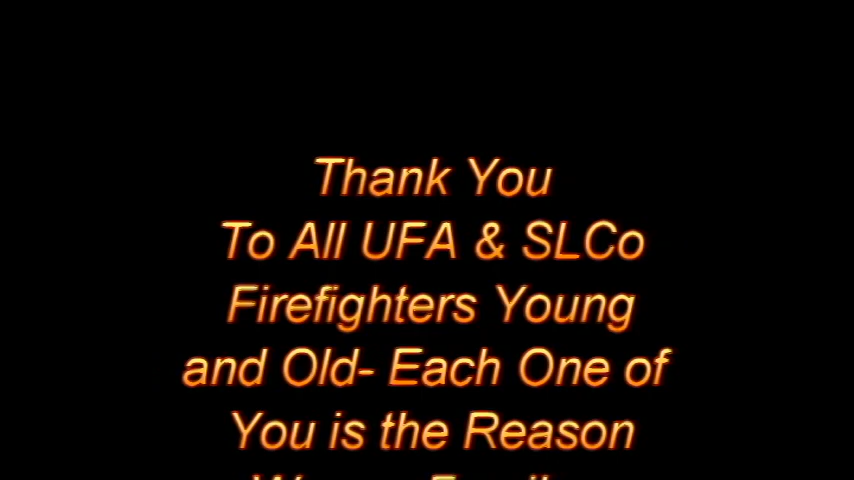 Thank You
To All UFA & SLCo
Firefighters Young
and Old- Each One of
You is the Reason